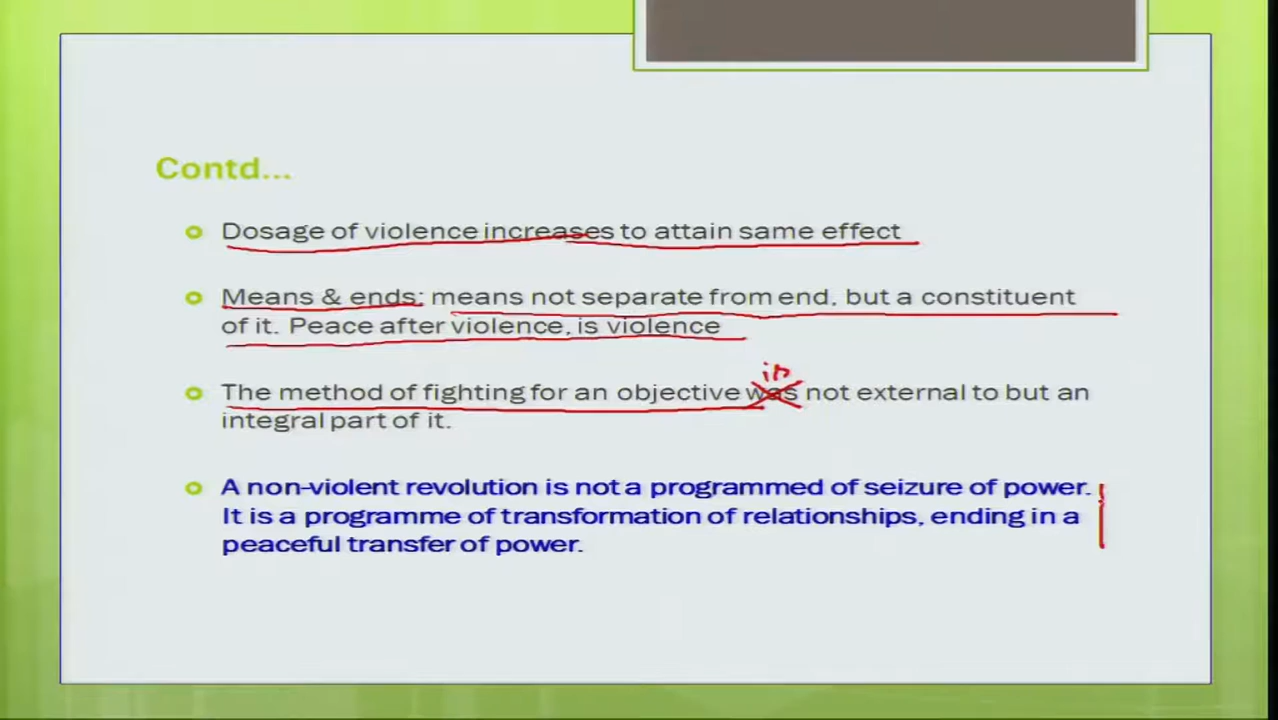 Contd...
Dosage of violence increases to attain same effect
Means & ends: means not separate from end, but a constituent
of it. Peace after violence, is violence
is
The method of fighting for an objective was not external to but an
integral part of it.
A non-violent revolution is not a programmed of seizure of power.
It is a programme of transformation of relationships, ending in a
peaceful transfer of power.